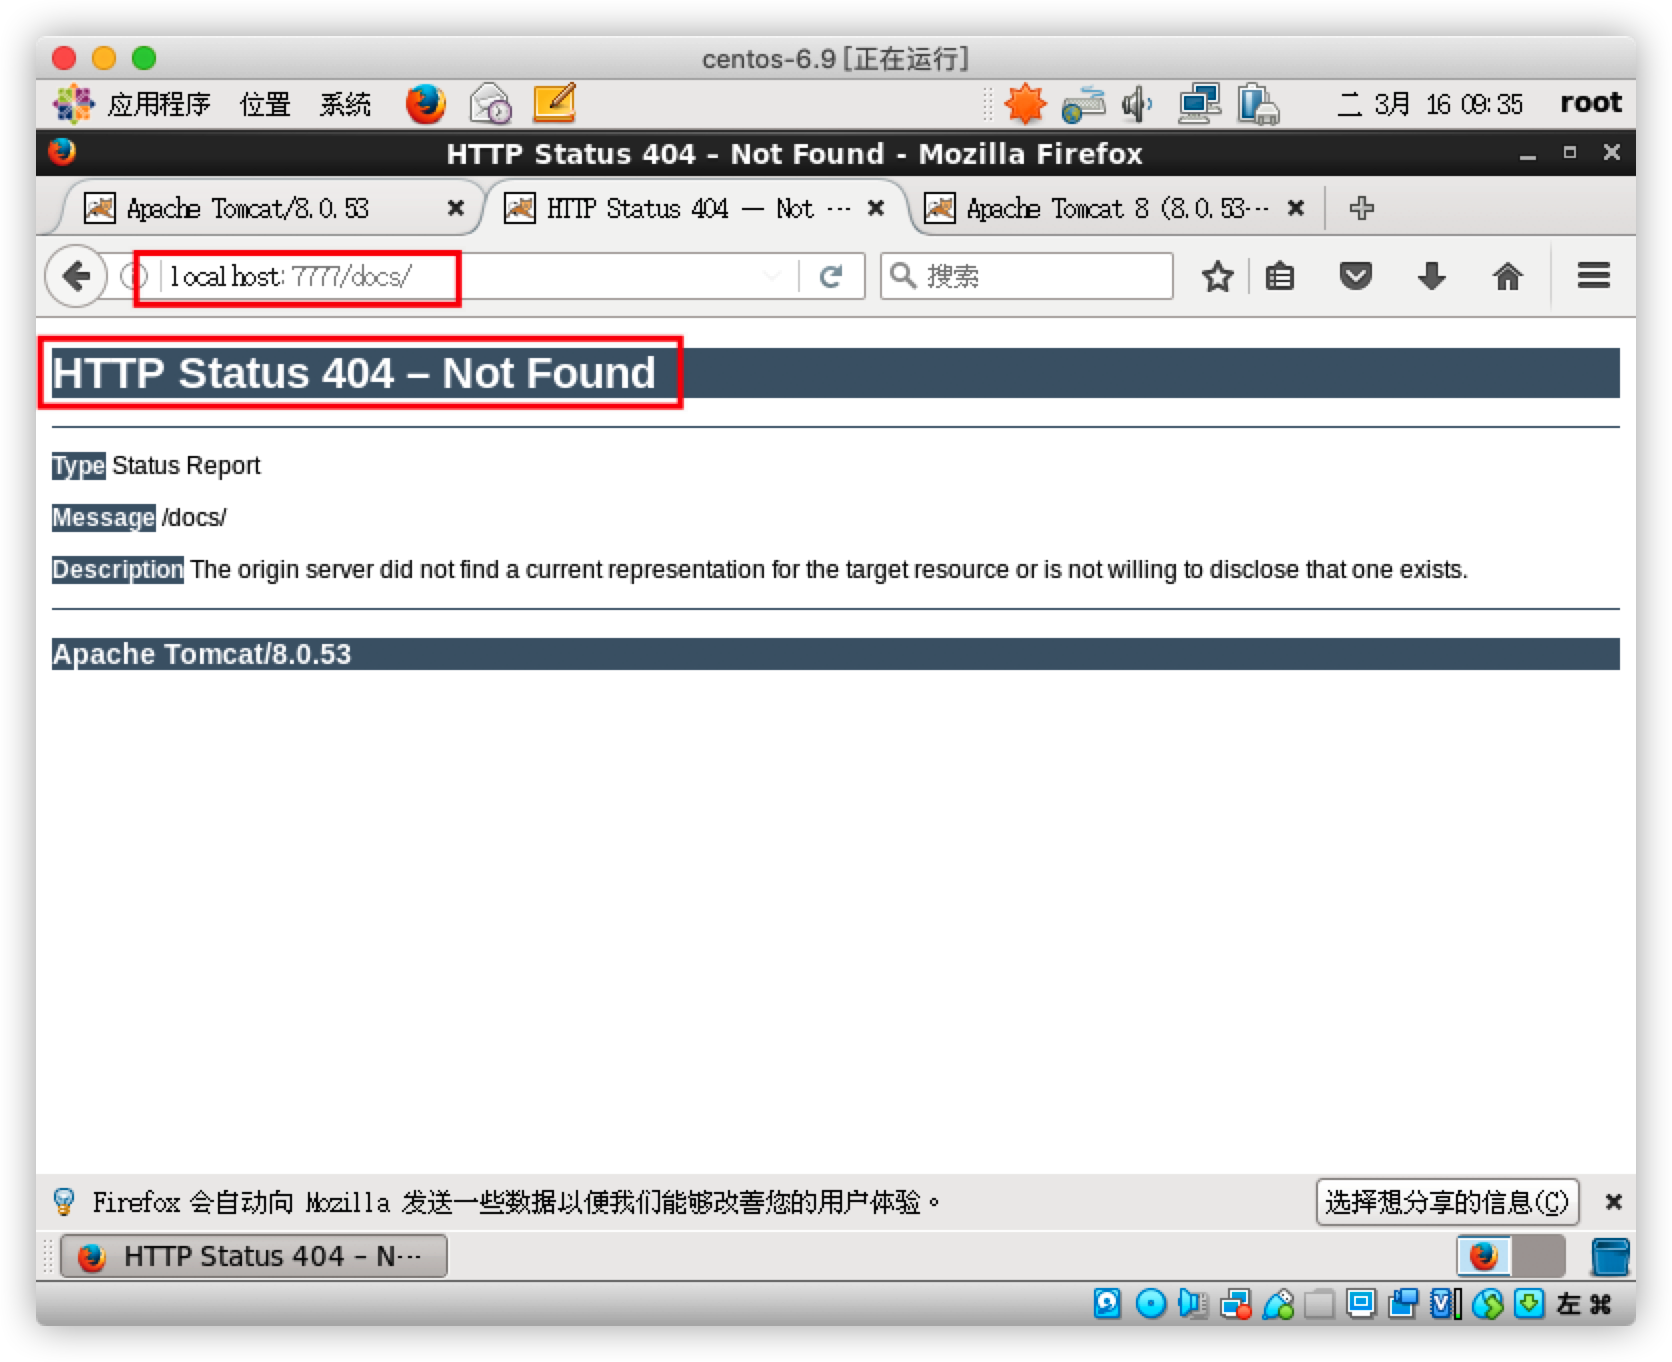 centos-6.9 [正在运行]
应用程序 位置 系统 二 3月 16 09:35 root
HTTP Status 404 – Not Found - Mozilla Firefox
Apache Tomcat/8.0.53 HTTP Status 404 — Not ··· Apache Tomcat 8 (8.0.53···
localhost:7777/docs/ 搜索
HTTP Status 404 – Not Found
Type Status Report
Message /docs/
Description The origin server did not find a current representation for the target resource or is not willing to disclose that one exists.
Apache Tomcat/8.0.53
Firefox 会自动向 Mozilla 发送一些数据以便我们能够改善您的用户体验。 选择想分享的信息(C)
HTTP Status 404 – N···
左 ⌘